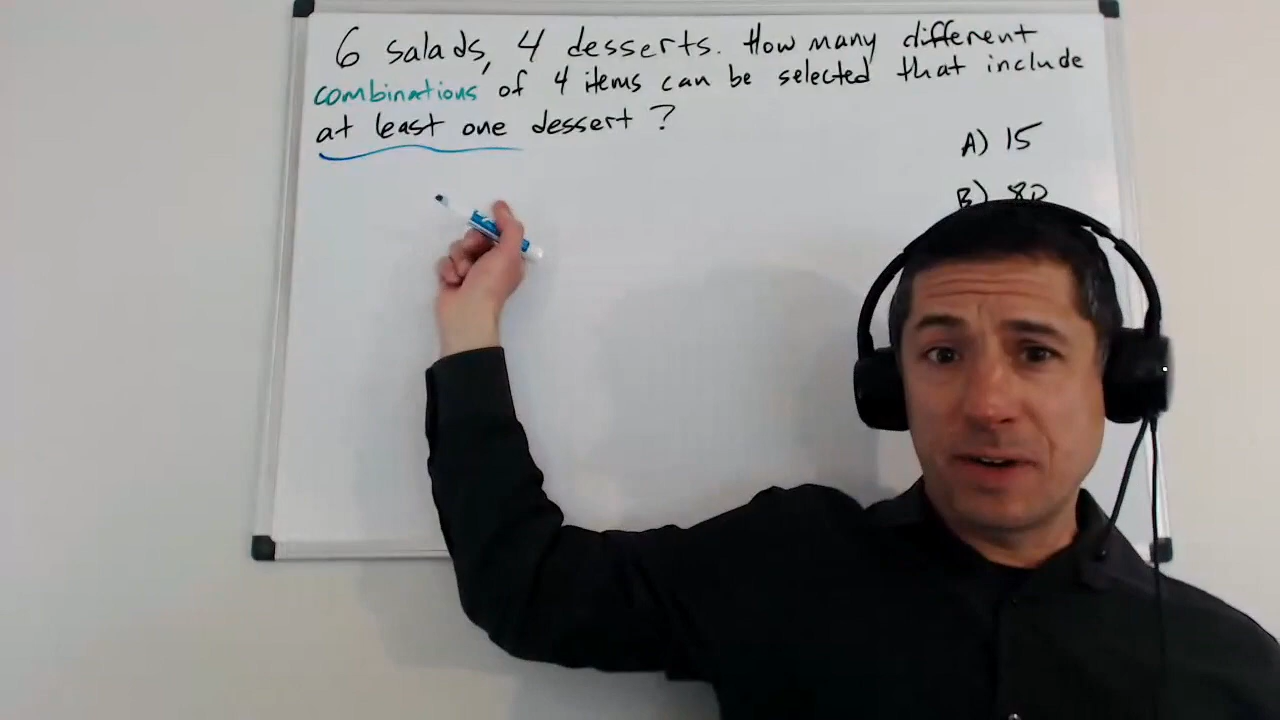 6 salads, 4 desserts. How many different
combinations of 4 items can be selected that include
at least one dessert?
A) 15
B) 80